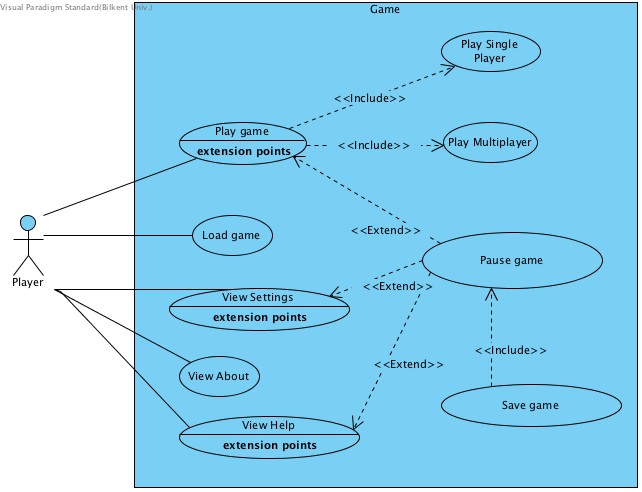 Visual Paradigm Standard(Bilkent Univ.)
Game
Play Single
Player
<<Include>>
Play game
extension points
<<Include>>
Play Multiplayer
<<Extend>>
Load game
Pause game
Player
<<Extend>>
View Settings
extension points
<<Include>>
<<Extend>>
View About
Save game
View Help
extension points